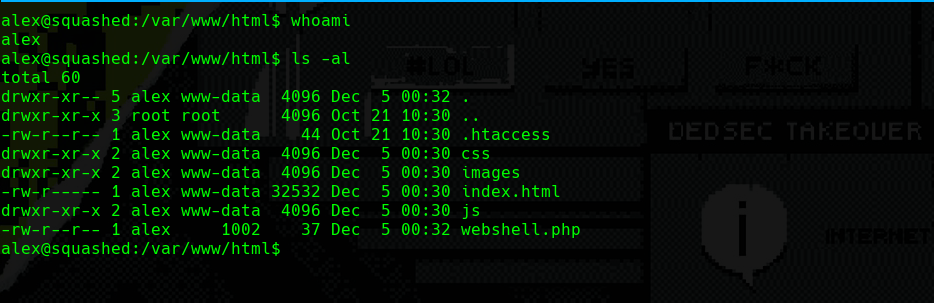 alex@squashed:/var/www/html$ whoami
alex
alex@squashed:/var/www/html$ ls -al
total 60
drwxr-xr-- 5 alex www-data  4096 Dec  5 00:32 .
drwxr-xr-x 3 root root      4096 Oct 21 10:30 ..
-rw-r--r-- 1 alex www-data    44 Oct 21 10:30 .htaccess
drwxr-xr-x 2 alex www-data  4096 Dec  5 00:30 css
drwxr-xr-x 2 alex www-data  4096 Dec  5 00:30 images
-rw-r----- 1 alex www-data 32532 Dec  5 00:30 index.html
drwxr-xr-x 2 alex www-data  4096 Dec  5 00:30 js
-rw-r--r-- 1 alex     1002    37 Dec  5 00:32 webshell.php
alex@squashed:/var/www/html$
#LOL YES F*CK
DEDSEC TAKEOVER
i
INTERNET